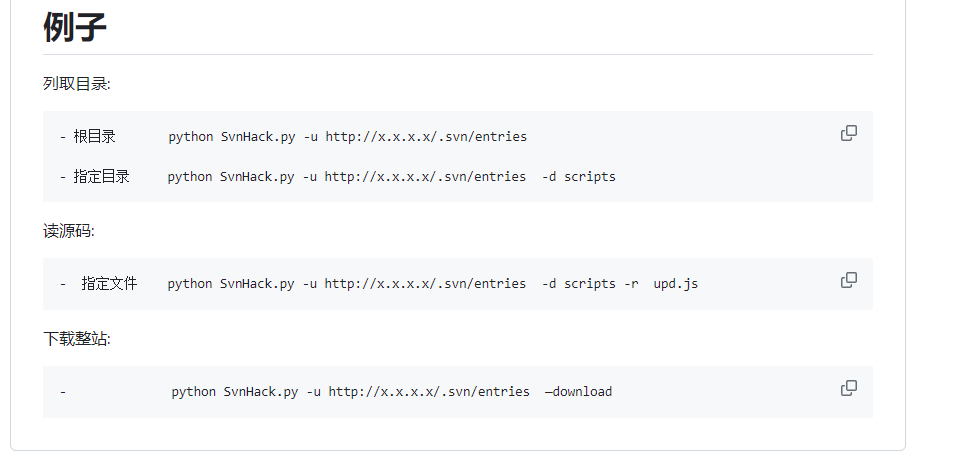 例子
列取目录:
- 根目录 python SvnHack.py -u http://x.x.x.x/.svn/entries
- 指定目录 python SvnHack.py -u http://x.x.x.x/.svn/entries -d scripts
读源码:
- 指定文件 python SvnHack.py -u http://x.x.x.x/.svn/entries -d scripts -r upd.js
下载整站:
- python SvnHack.py -u http://x.x.x.x/.svn/entries —download